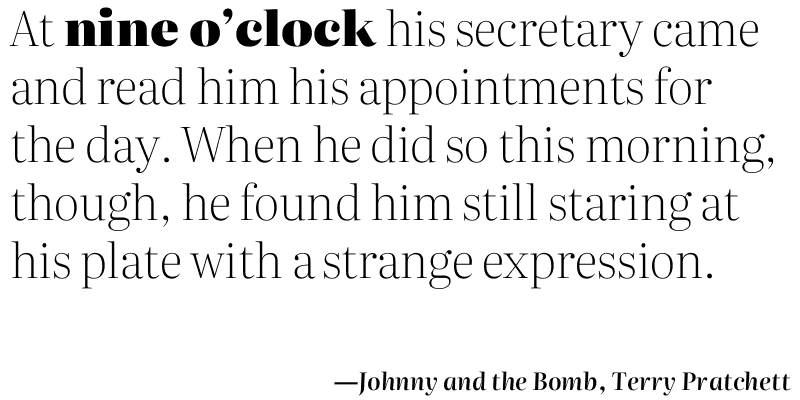 At nine o’clock his secretary came
and read him his appointments for
the day. When he did so this morning,
though, he found him still staring at
his plate with a strange expression.
—Johnny and the Bomb, Terry Pratchett